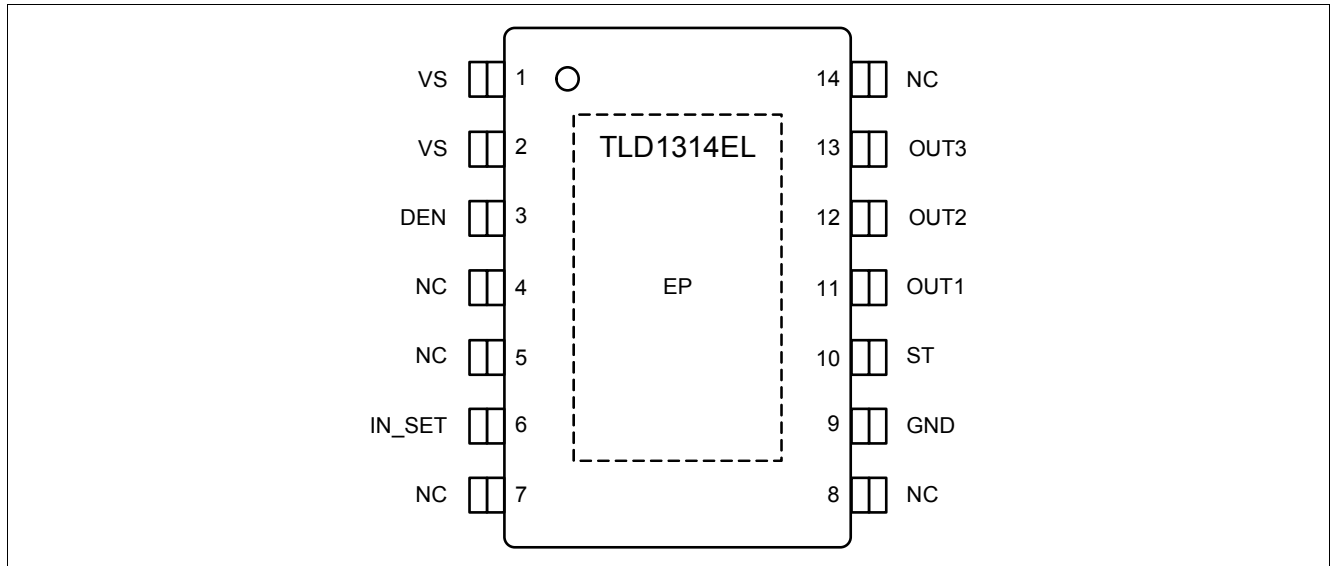 VS 1 14 NC
VS 2 TLD1314EL 13 OUT3
DEN 3 12 OUT2
NC 4 EP 11 OUT1
NC 5 10 ST
IN_SET 6 9 GND
NC 7 8 NC